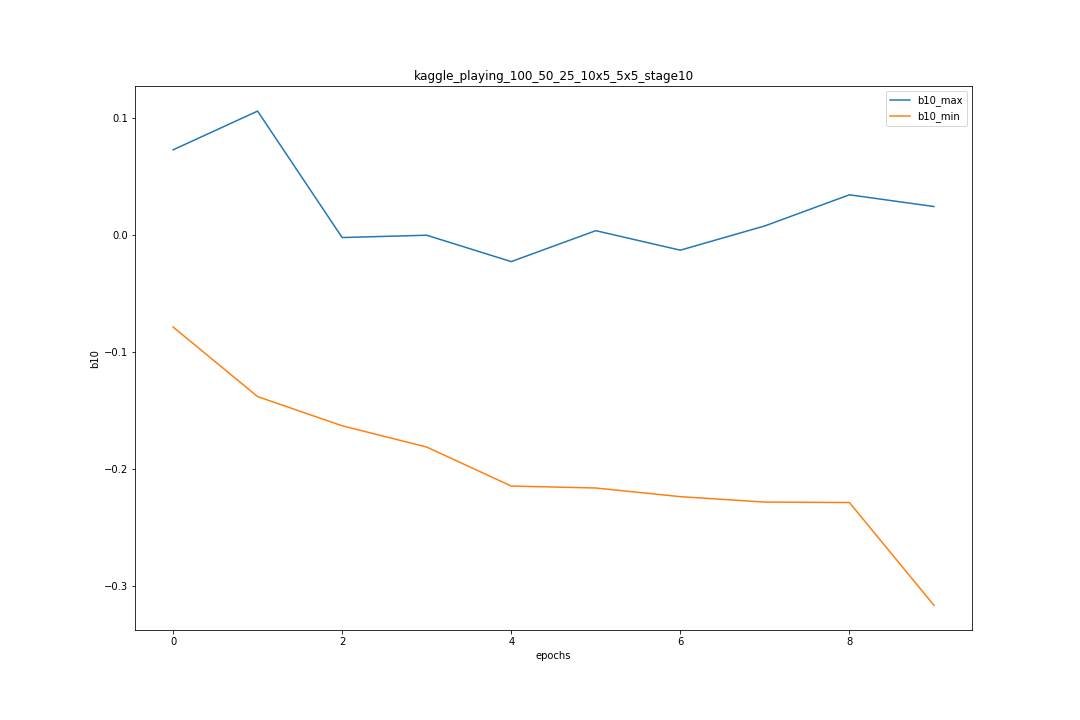 kaggle_playing_100_50_25_10x5_5x5_stage10
b10_max
b10_min
0.1
0.0
−0.1
−0.2
−0.3
b10
0 2 4 6 8
epochs